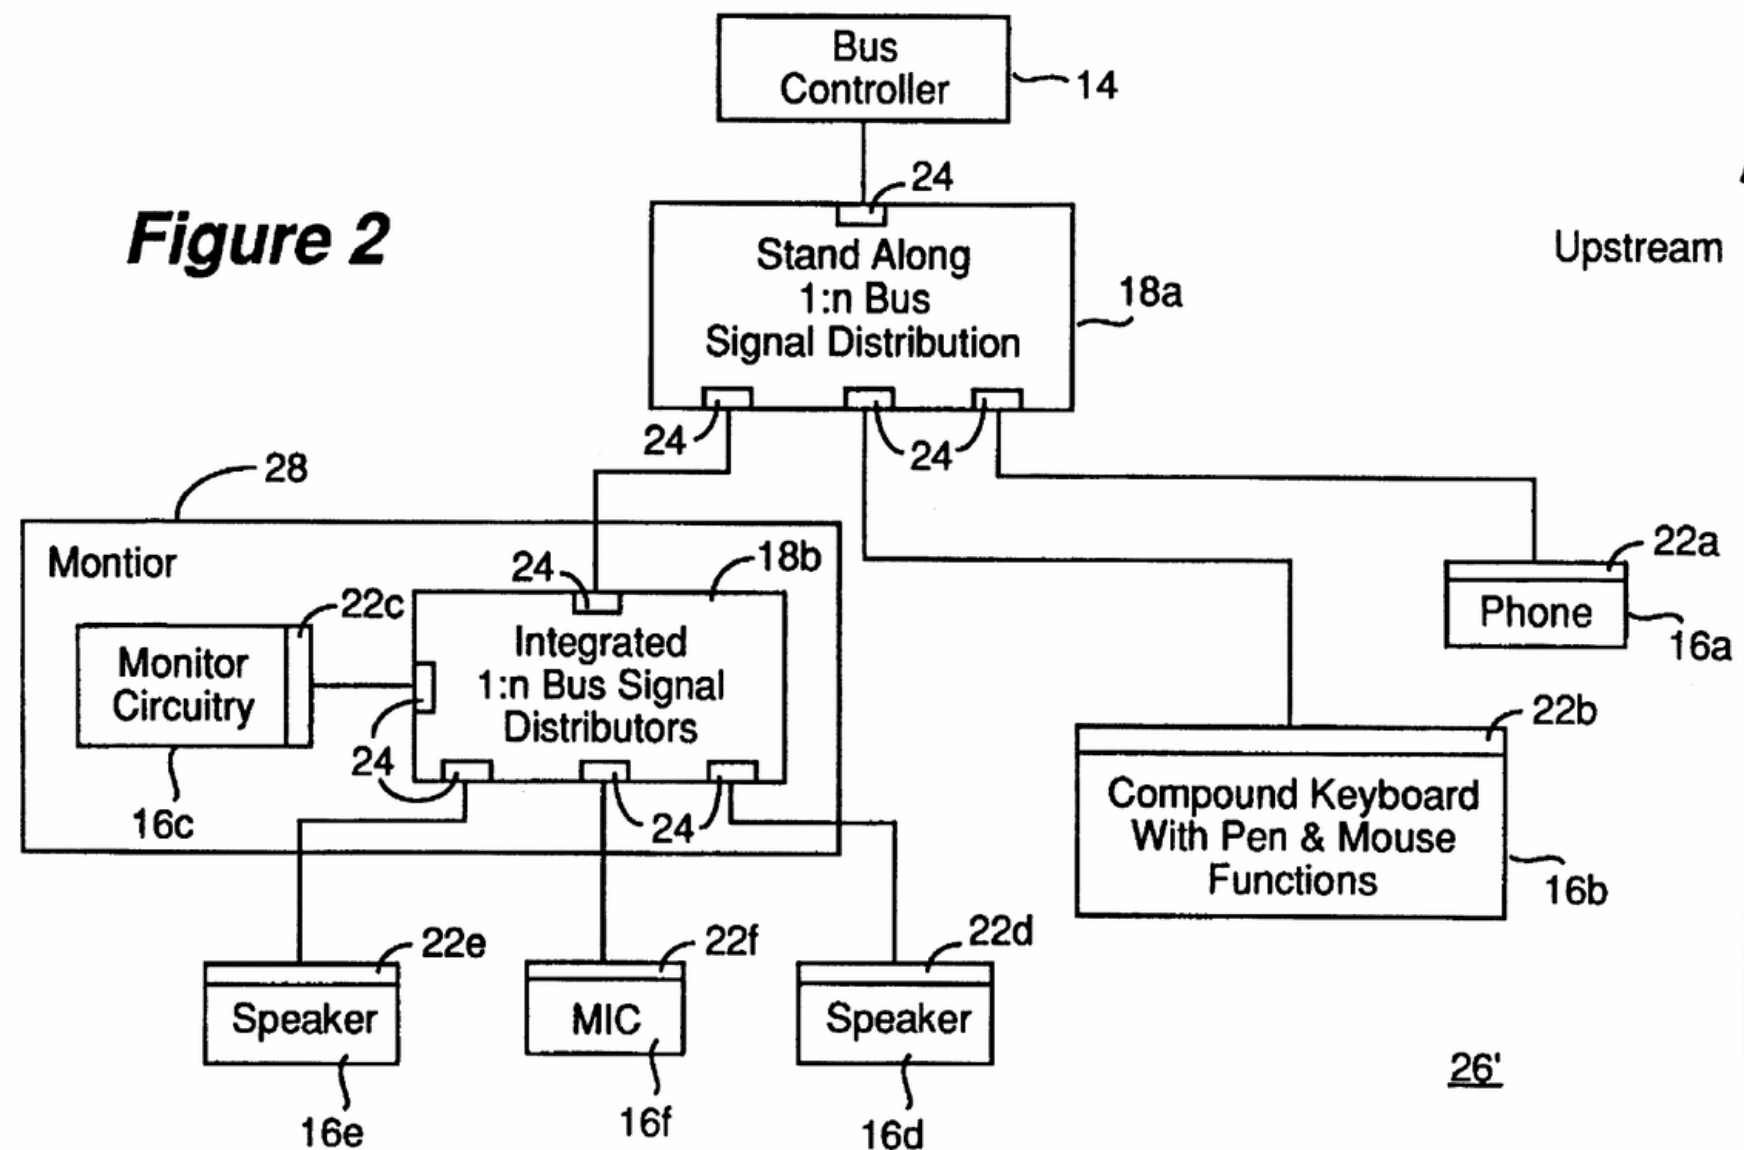 Bus
Controller
14
24
Figure 2
Stand Along
1:n Bus
Signal Distribution
18a
Upstream
24
24
28
Montior
24
18b
22c
Integrated
1:n Bus Signal
Distributors
Monitor
Circuitry
24
24
16c
22a
Phone
16a
22b
Compound Keyboard
With Pen & Mouse
Functions
16b
22e
Speaker
16e
22f
MIC
16f
22d
Speaker
16d
26'